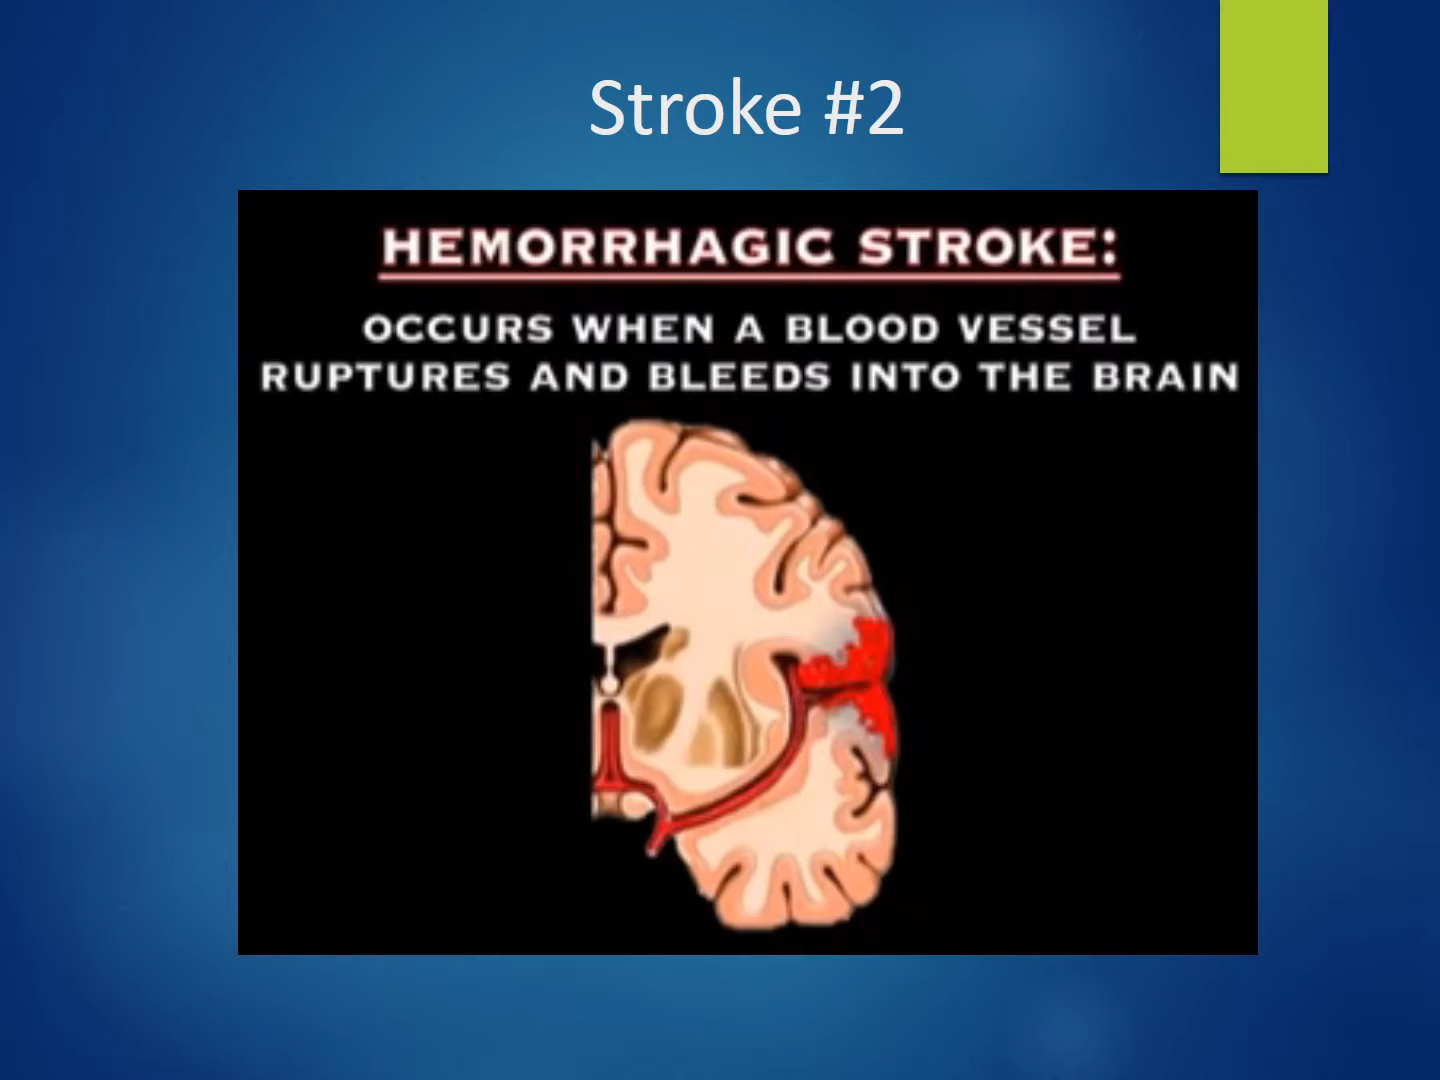 Stroke #2
HEMORRHAGIC STROKE:
OCCURS WHEN A BLOOD VESSEL
RUPTURES AND BLEEDS INTO THE BRAIN